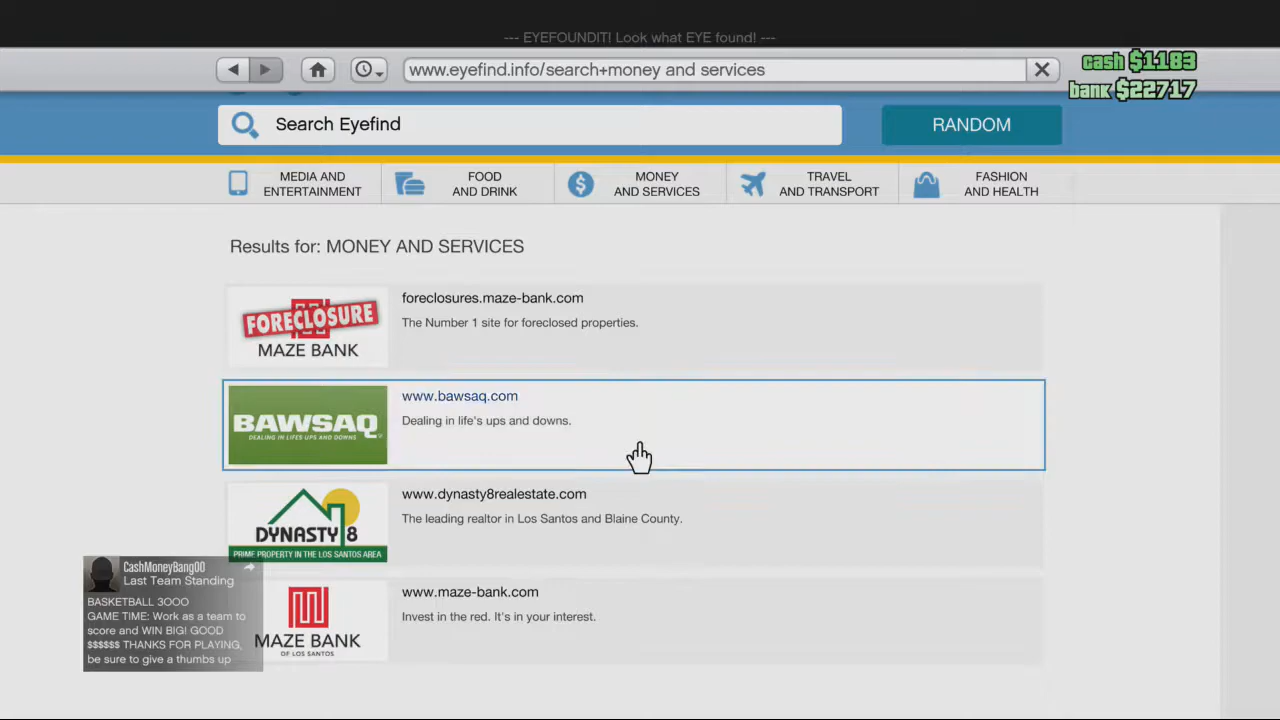 --- EYEFOUNDIT! Look what EYE found! ---
www.eyefind.info/search+money and services
cash $1183
bank $22717
Search Eyefind
RANDOM
MEDIA AND
ENTERTAINMENT
FOOD
AND DRINK
MONEY
AND SERVICES
TRAVEL
AND TRANSPORT
FASHION
AND HEALTH
Results for: MONEY AND SERVICES
FORECLOSURE
MAZE BANK
foreclosures.maze-bank.com
The Number 1 site for foreclosed properties.
BAWSAQ
DEALING IN LIFES UPS AND DOWNS
www.bawsaq.com
Dealing in life's ups and downs.
DYNASTY 8
PRIME PROPERTY IN THE LOS SANTOS AREA
www.dynasty8realestate.com
The leading realtor in Los Santos and Blaine County.
MAZE BANK
OF LOS SANTOS
www.maze-bank.com
Invest in the red. It's in your interest.
CashMoneyBang00
Last Team Standing
BASKETBALL 3OOO
GAME TIME: Work as a team to
score and WIN BIG! GOOD
$$$$$$ THANKS FOR PLAYING,
be sure to give a thumbs up